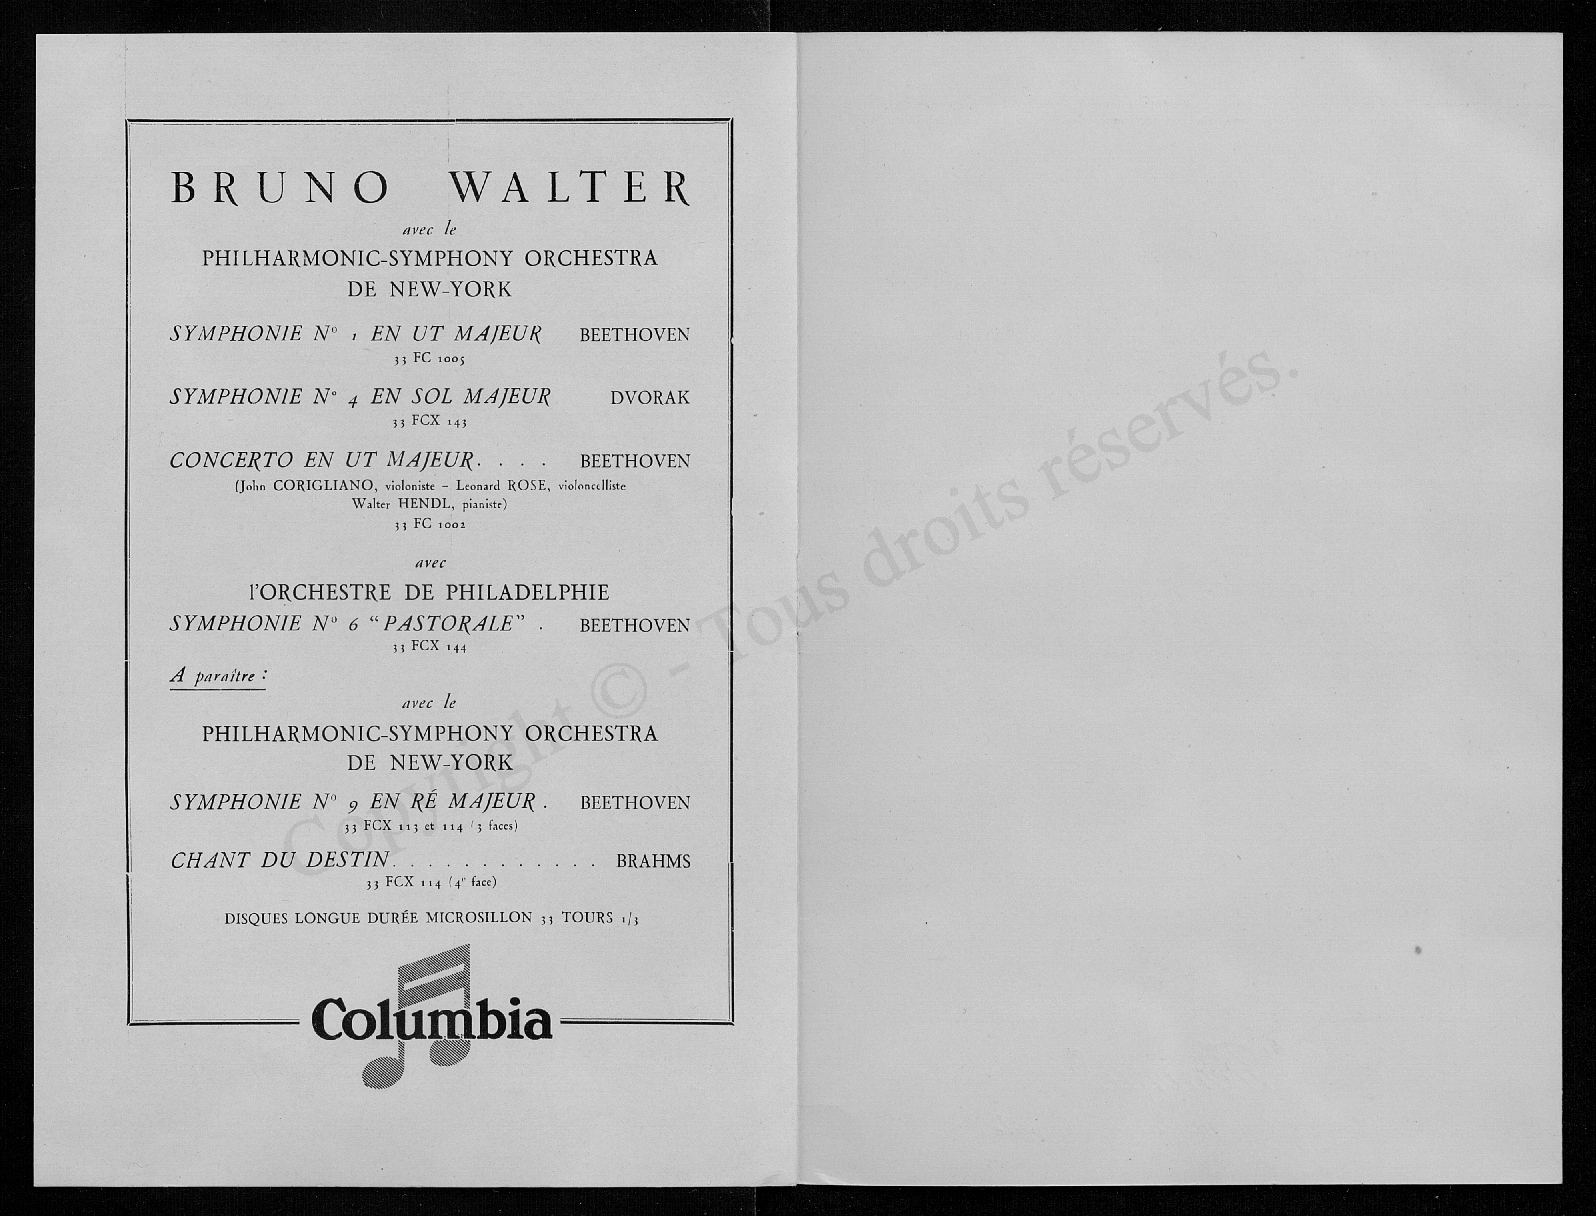 BRUNO WALTER
avec le
PHILHARMONIC-SYMPHONY ORCHESTRA
DE NEW-YORK
SYMPHONIE Nº 1 EN UT MAJEUR BEETHOVEN
33 FC 1005
SYMPHONIE Nº 4 EN SOL MAJEUR DVORAK
33 FCX 143
CONCERTO EN UT MAJEUR. . . . BEETHOVEN
(John CORIGLIANO, violoniste - Leonard ROSE, violoncelliste
Walter HENDL, pianiste)
33 FC 1002
avec
l'ORCHESTRE DE PHILADELPHIE
SYMPHONIE Nº 6 "PASTORALE" . BEETHOVEN
33 FCX 144
A paraître :
avec le
PHILHARMONIC-SYMPHONY ORCHESTRA
DE NEW-YORK
SYMPHONIE Nº 9 EN RÉ MAJEUR . BEETHOVEN
33 FCX 113 et 114 (3 faces)
CHANT DU DESTIN. . . . . . . . . . . . BRAHMS
33 FCX 114 (4e face)
DISQUES LONGUE DURÉE MICROSILLON 33 TOURS 1/3
Columbia
Copyright © - Tous droits réservés.